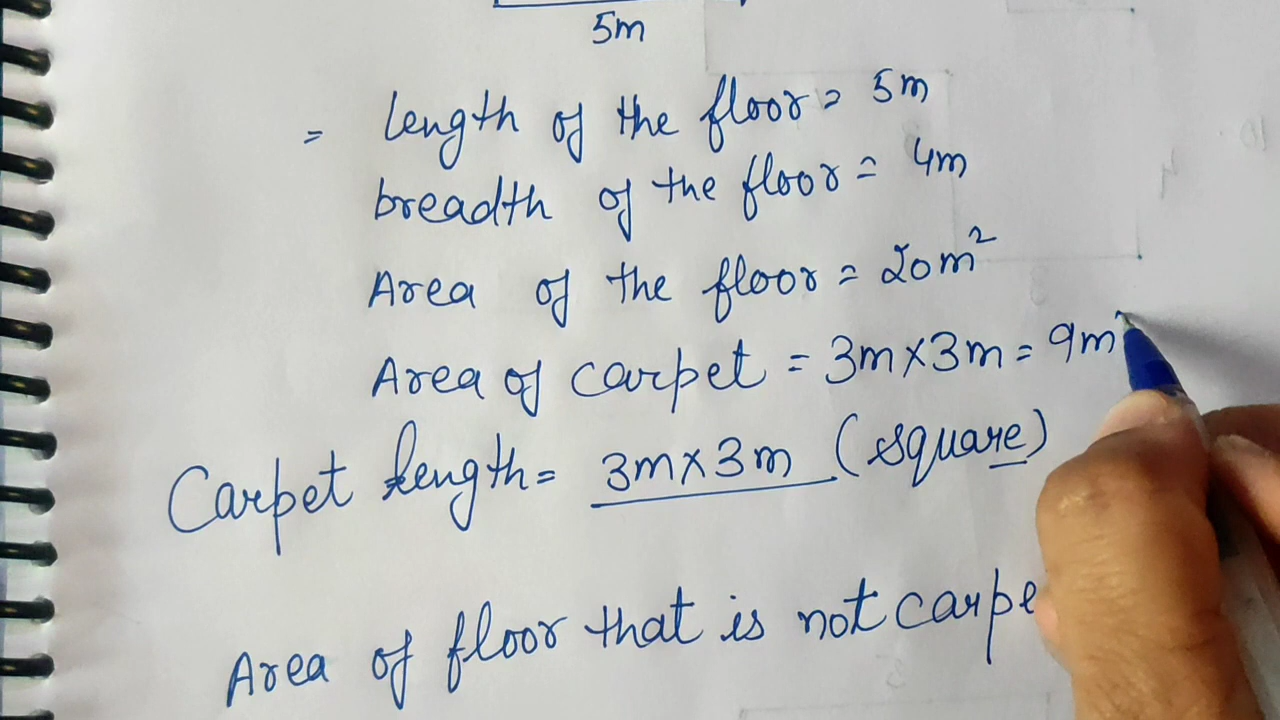 5m
= length of the floor = 5m
breadth of the floor = 4m
Area of the floor = 20m²
Area of carpet = 3m×3m = 9m²
Carpet length = 3m×3m (square)
Area of floor that is not carpe